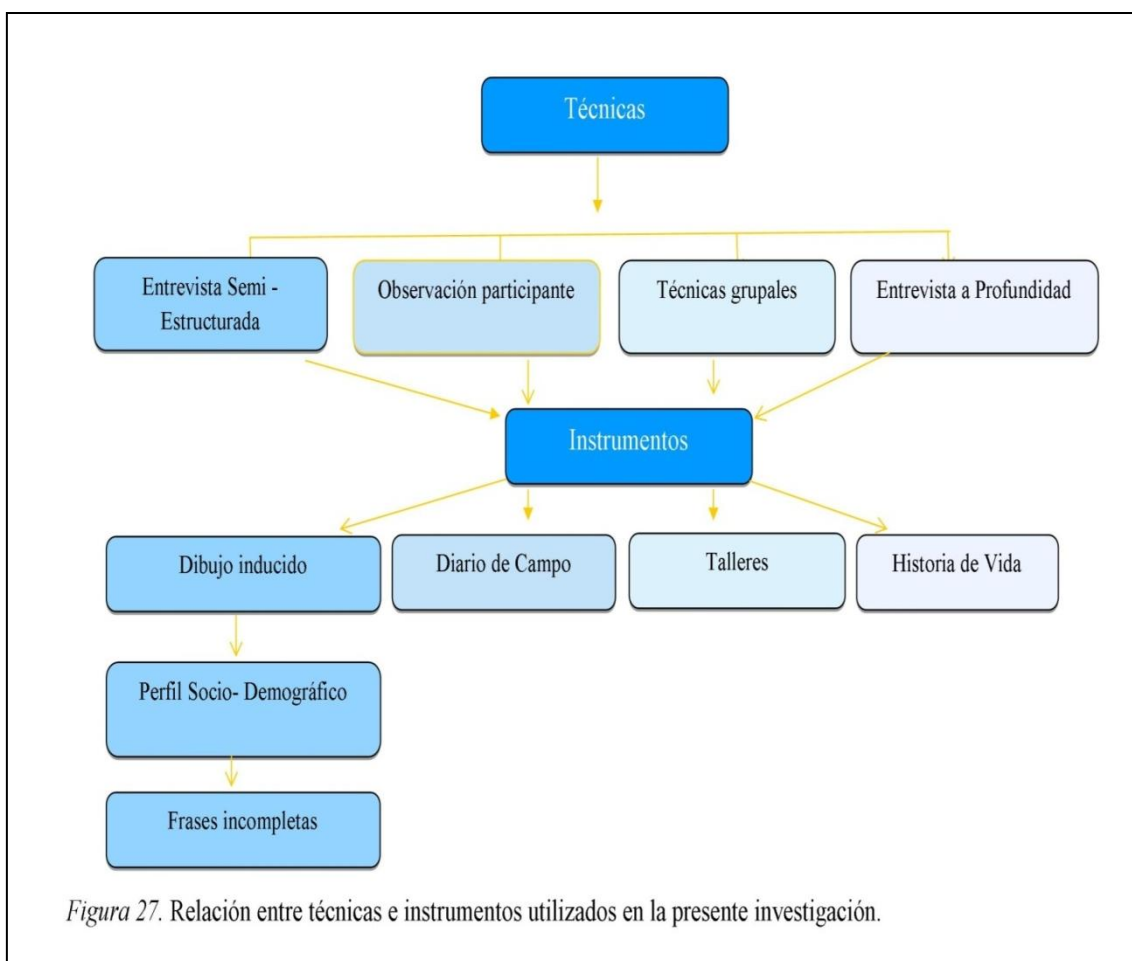 Técnicas
Entrevista Semi -
Estructurada
Observación participante
Técnicas grupales
Entrevista a Profundidad
Instrumentos
Dibujo inducido
Diario de Campo
Talleres
Historia de Vida
Perfil Socio- Demográfico
Frases incompletas
Figura 27. Relación entre técnicas e instrumentos utilizados en la presente investigación.